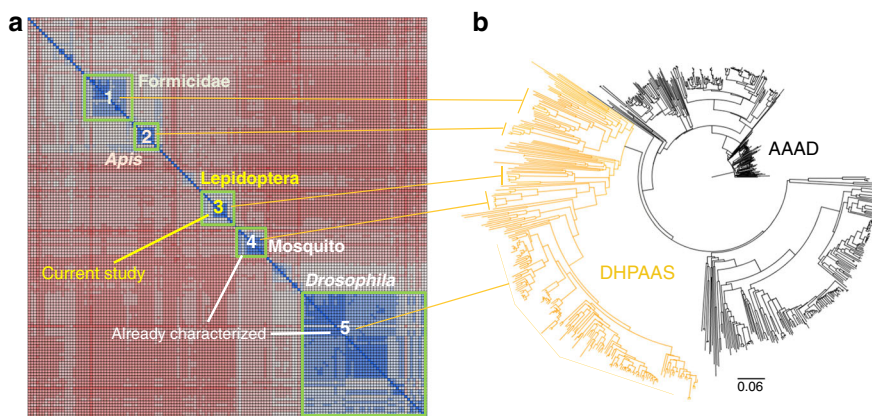 a
b
Formicidae
1
2
Apis
Lepidoptera
3
4
Mosquito
Current study
Drosophila
Already characterized
5
AAAD
DHPAAS
0.06